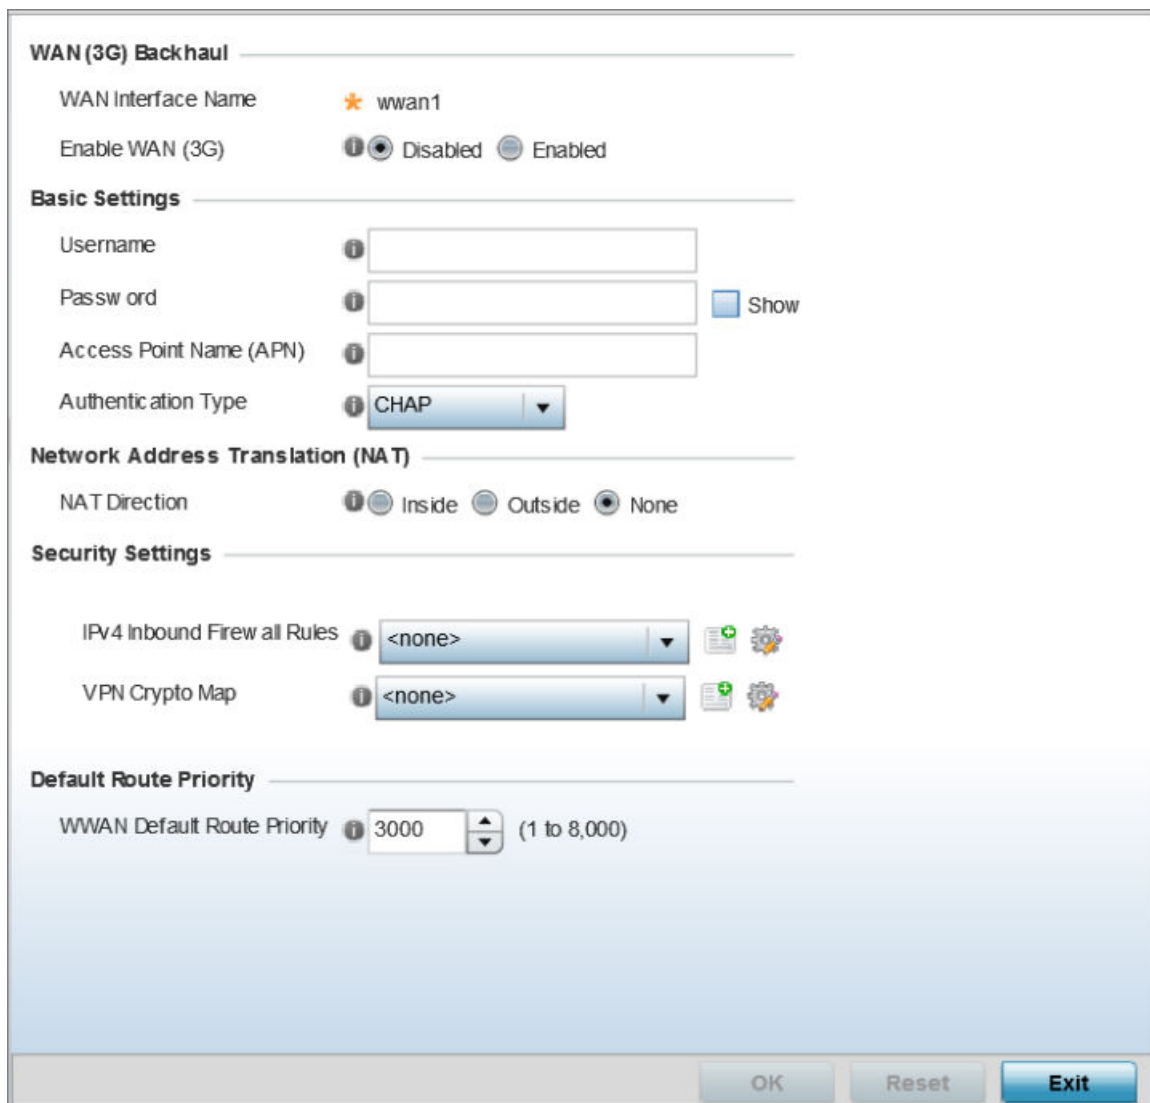 WAN (3G) Backhaul
WAN Interface Name wwan1
Enable WAN (3G) Disabled Enabled
Basic Settings
Username
Password Show
Access Point Name (APN)
Authentication Type CHAP
Network Address Translation (NAT)
NAT Direction Inside Outside None
Security Settings
IPv4 Inbound Firewall Rules <none>
VPN Crypto Map <none>
Default Route Priority
WWAN Default Route Priority 3000 (1 to 8,000)
OK Reset Exit